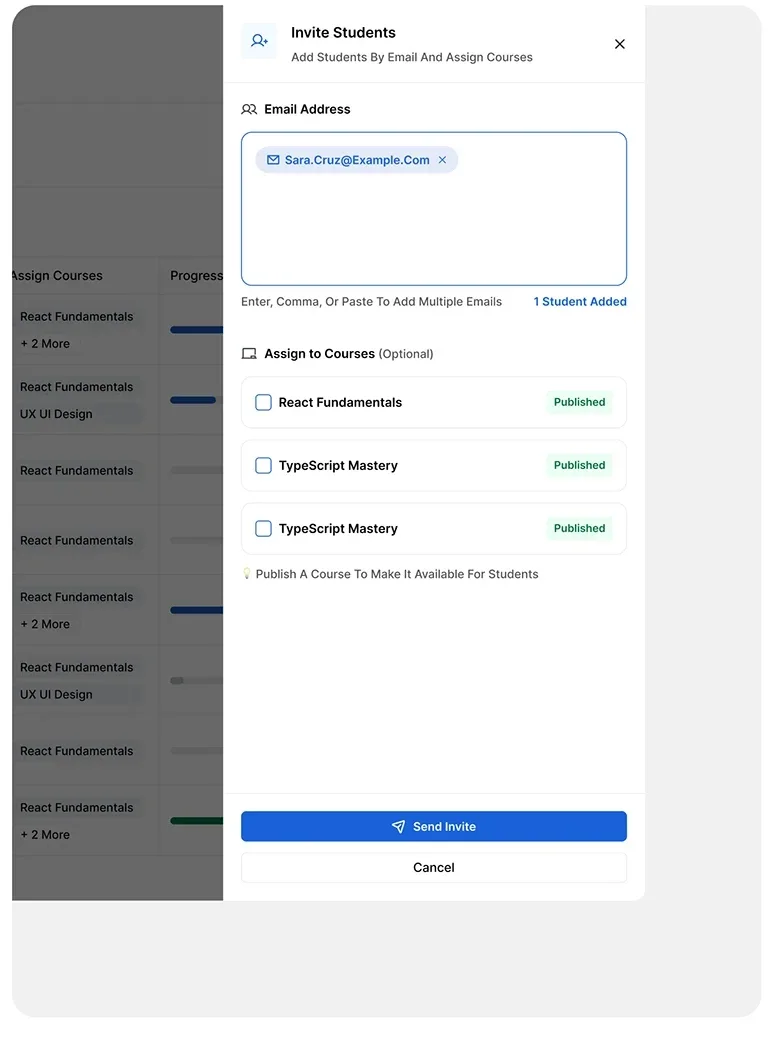 Invite Students
Add Students By Email And Assign Courses
Email Address
Sara.Cruz@Example.Com
Enter, Comma, Or Paste To Add Multiple Emails
1 Student Added
Assign to Courses (Optional)
React Fundamentals
Published
TypeScript Mastery
Published
TypeScript Mastery
Published
Publish A Course To Make It Available For Students
Send Invite
Cancel
Assign Courses
Progress
React Fundamentals
+ 2 More
React Fundamentals
UX UI Design
React Fundamentals
React Fundamentals
React Fundamentals
+ 2 More
React Fundamentals
UX UI Design
React Fundamentals
React Fundamentals
+ 2 More